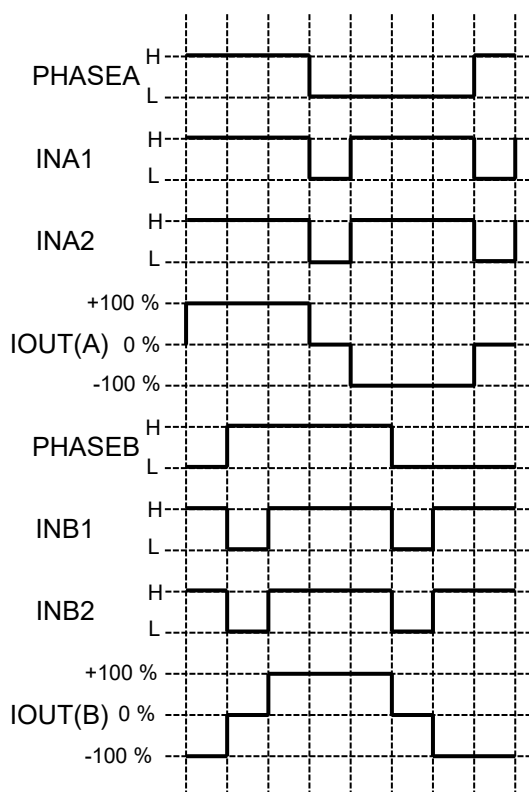 H
PHASEA
L
H
INA1
L
H
INA2
L
+100 %
IOUT(A) 0 %
-100 %
H
PHASEB
L
H
INB1
L
H
INB2
L
+100 %
IOUT(B) 0 %
-100 %